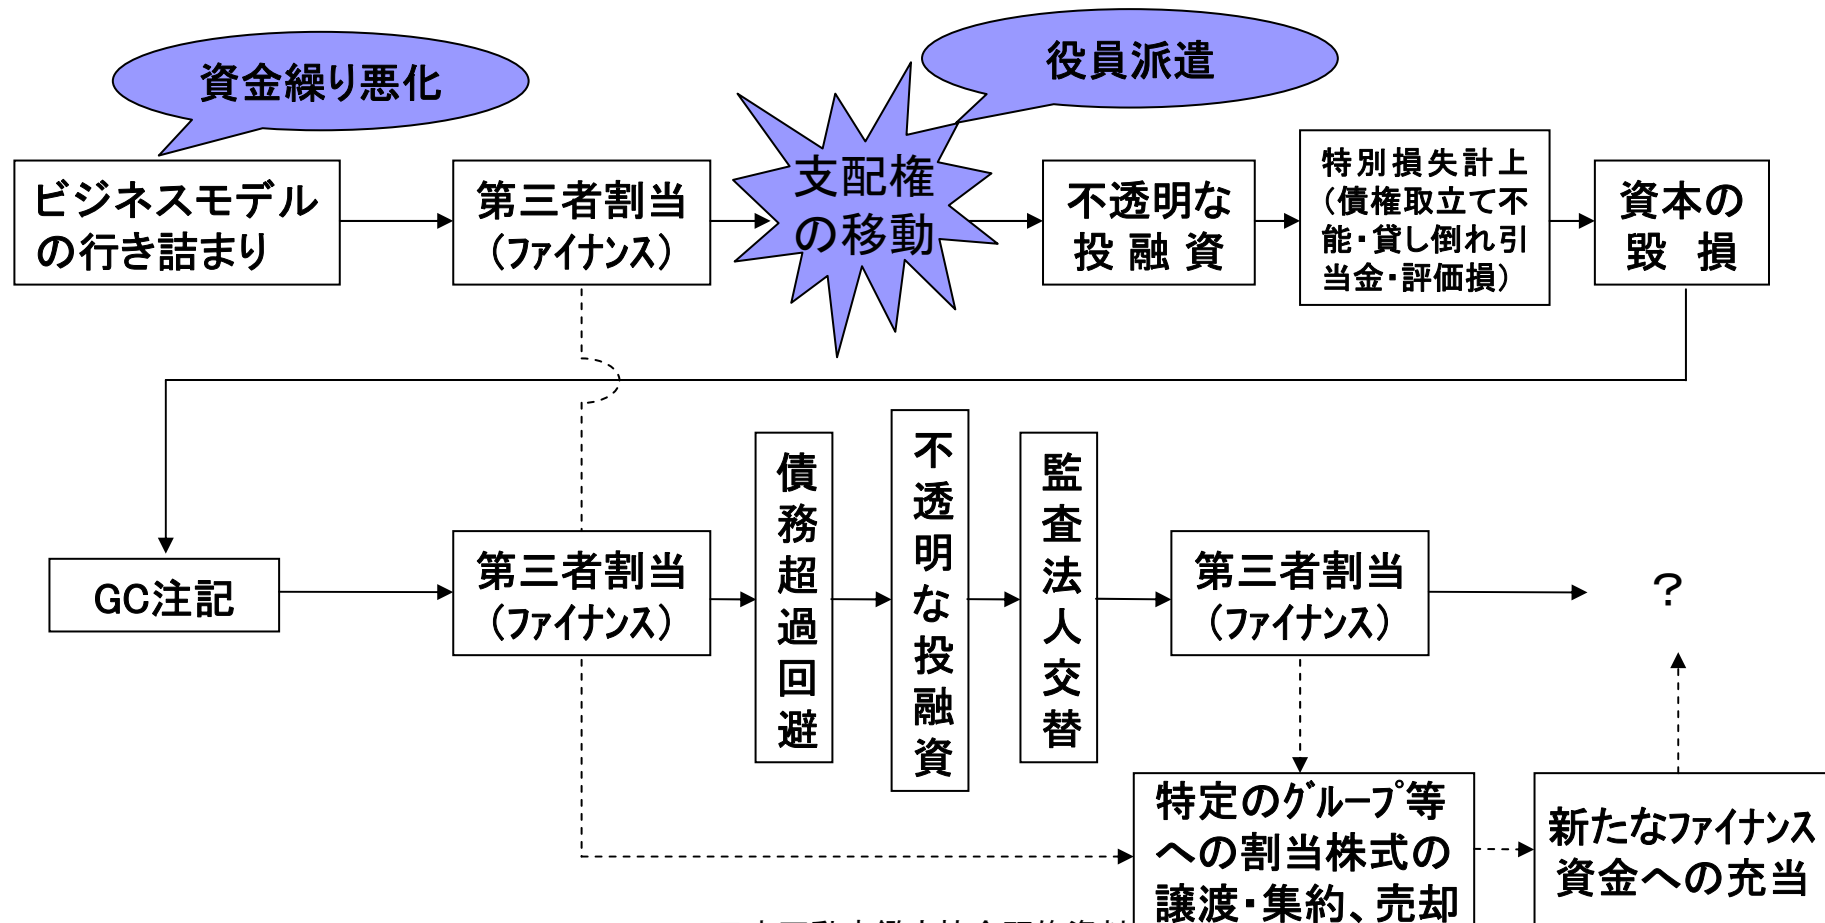 資金繰り悪化
役員派遣
ビジネスモデル
の行き詰まり
第三者割当
（ファイナンス）
支配権
の移動
不透明な
投融資
特別損失計上
（債権取立て不
能・貸し倒れ引
当金・評価損）
資本の
毀損
GC注記
第三者割当
（ファイナンス）
債務超過回避
不透明な投融資
監査法人交替
第三者割当
（ファイナンス）
？
特定のグループ等
への割当株式の
譲渡・集約、売却
新たなファイナンス
資金への充当